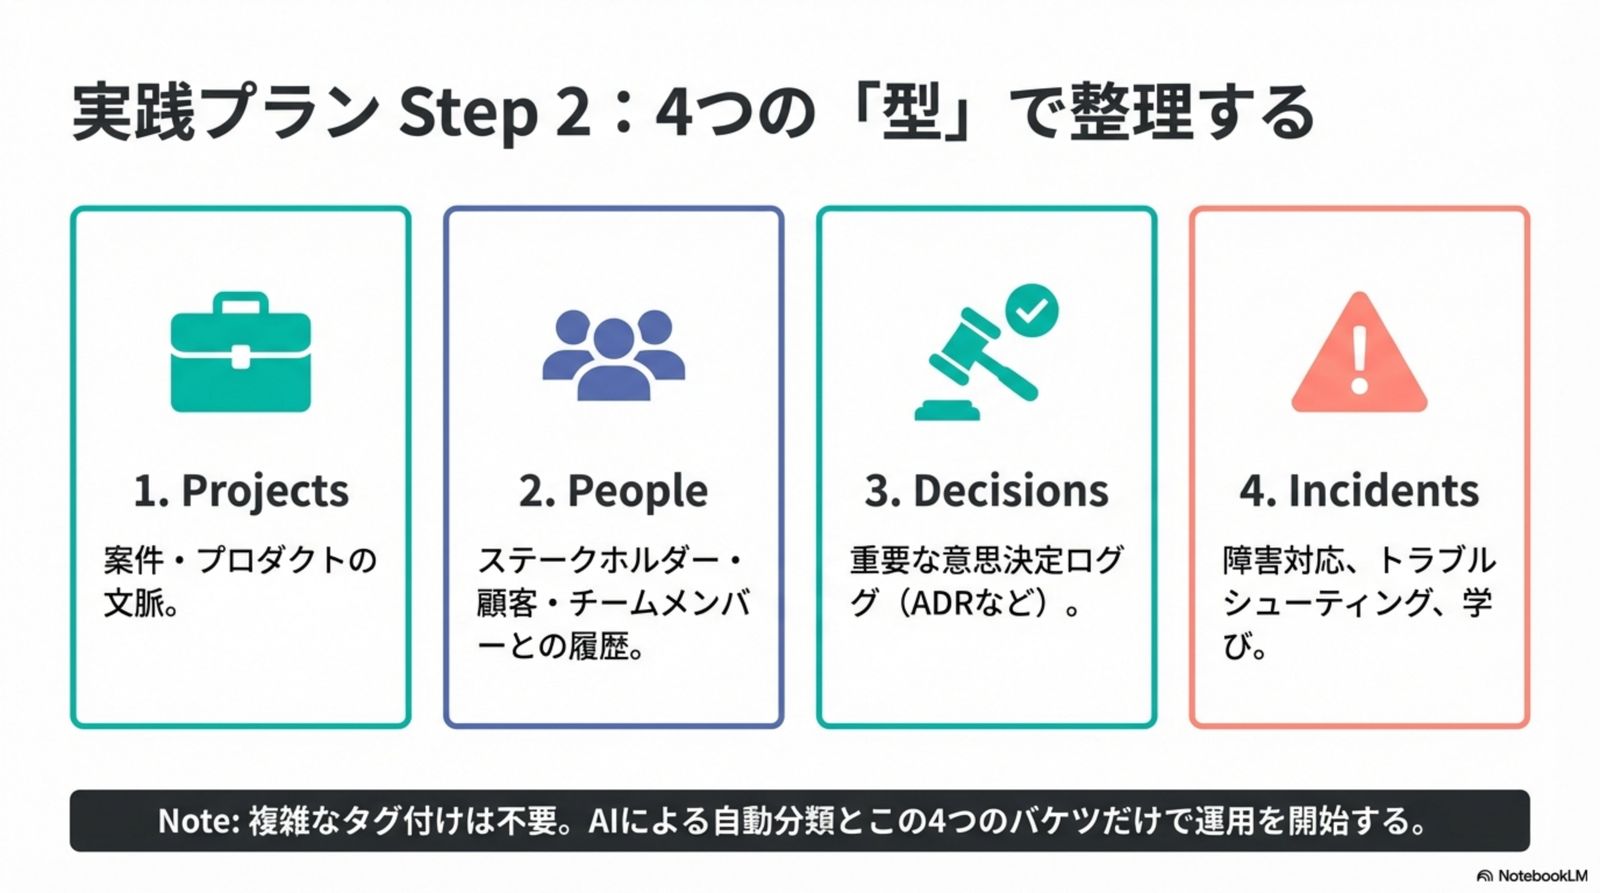 実践プラン Step 2：4つの「型」で整理する
1. Projects
案件・プロダクトの
文脈。
2. People
ステークホルダー・
顧客・チームメンバ
ーとの履歴。
3. Decisions
重要な意思決定ログ
グ（ADRなど）。
4. Incidents
障害対応、トラブル
シューティング、学
び。
Note: 複雑なタグ付けは不要。AIによる自動分類とこの4つのバケツだけで運用を開始する。
NotebookLM